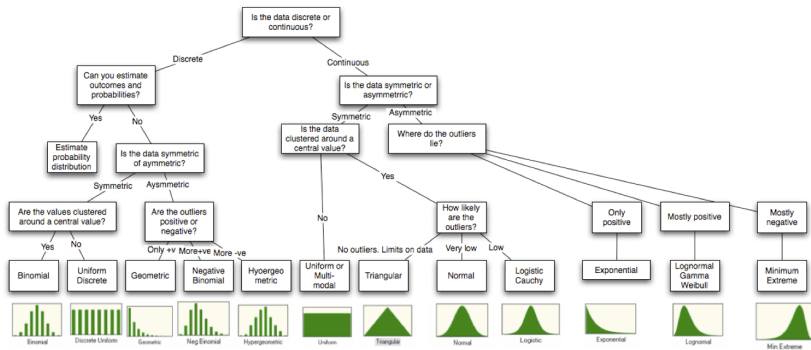 Is the data discrete or
continuous?
Discrete
Continuous
Can you estimate
outcomes and
probabilities?
Is the data symmetric or
asymmetric?
Yes
No
Symmetric
Asymmetric
Estimate
probability
distribution
Is the data symmetric
of aymetric?
Is the data
clustered around a
central value?
Where do the outliers
lie?
Symmetric
Aysmmetric
No
Yes
Are the values clustered
around a central value?
Are the outliers
positive or
negative?
How likely
are the
outliers?
Only
positive
Mostly positive
Mostly
negative
Yes
No
Only +v
More+ve
More -ve
No outliers. Limits on data
Very low
Low
Binomial
Uniform
Discrete
Geometric
Negative
Binomial
Hyoergeo
metric
Uniform or
Multi-
modal
Triangular
Normal
Logistic
Cauchy
Exponential
Lognormal
Gamma
Weibull
Minimum
Extreme
Binomial
Discrete Uniform
Geometric
Neg Binomial
Hypergeometric
Uniform
Triangular
Normal
Logistic
Exponential
Lognomal
Min Extreme